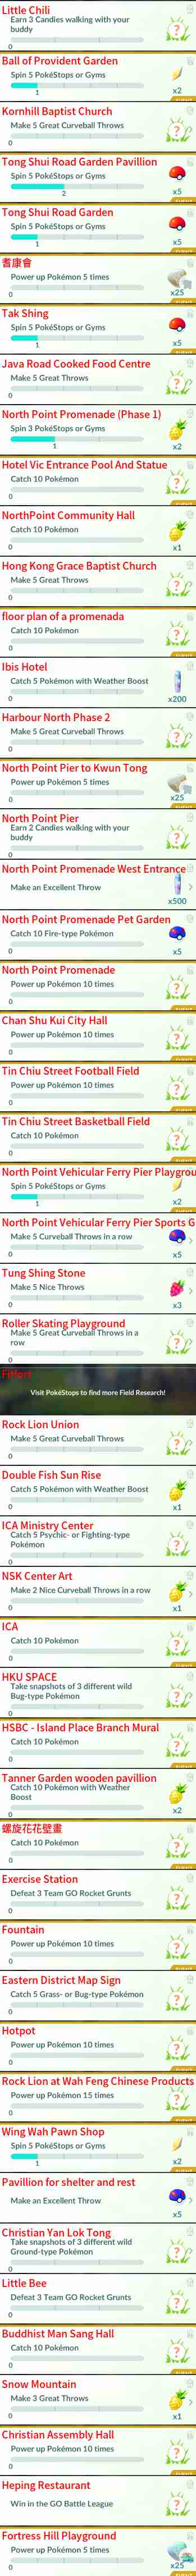 Little Chili
Earn 3 Candies walking with your
buddy
0
Ball of Provident Garden
Spin 5 PokéStops or Gyms
1
x2
Kornhill Baptist Church
Make 5 Great Curveball Throws
0
Tong Shui Road Garden Pavillion
Spin 5 PokéStops or Gyms
2
x5
Tong Shui Road Garden
Spin 5 PokéStops or Gyms
1
x5
耆康會
Power up Pokémon 5 times
0
x25
Tak Shing
Spin 5 PokéStops or Gyms
1
x5
Java Road Cooked Food Centre
Make 5 Great Throws
0
North Point Promenade (Phase 1)
Spin 3 PokéStops or Gyms
1
x2
Hotel Vic Entrance Pool And Statue
Catch 10 Pokémon
0
NorthPoint Community Hall
Catch 10 Pokémon
0
x1
Hong Kong Grace Baptist Church
Make 5 Great Throws
0
floor plan of a promenada
Catch 10 Pokémon
0
Ibis Hotel
Catch 5 Pokémon with Weather Boost
0
x200
Harbour North Phase 2
Make 5 Great Curveball Throws
0
North Point Pier to Kwun Tong
Power up Pokémon 5 times
0
x25
North Point Pier
Earn 2 Candies walking with your
buddy
0
North Point Promenade West Entrance
Make an Excellent Throw
x500
North Point Promenade Pet Garden
Catch 10 Fire-type Pokémon
0
x5
North Point Promenade
Power up Pokémon 10 times
0
Chan Shu Kui City Hall
Power up Pokémon 10 times
0
Tin Chiu Street Football Field
Power up Pokémon 10 times
0
Tin Chiu Street Basketball Field
Catch 10 Pokémon
0
North Point Vehicular Ferry Pier Playgrou
Spin 5 PokéStops or Gyms
1
x2
North Point Vehicular Ferry Pier Sports G
Make 5 Curveball Throws in a row
0
x5
Tung Shing Stone
Make 5 Nice Throws
0
x3
Roller Skating Playground
Make 5 Great Curveball Throws in a
row
0
Visit PokéStops to find more Field Research!
Rock Lion Union
Make 5 Great Curveball Throws
0
Double Fish Sun Rise
Catch 5 Pokémon with Weather Boost
0
x1
ICA Ministry Center
Catch 5 Psychic- or Fighting-type
Pokémon
0
NSK Center Art
Make 2 Nice Curveball Throws in a row
0
x1
ICA
Catch 10 Pokémon
0
HKU SPACE
Take snapshots of 3 different wild
Bug-type Pokémon
0
HSBC - Island Place Branch Mural
Catch 10 Pokémon
0
Tanner Garden wooden pavillion
Catch 10 Pokémon with Weather
Boost
0
x2
螺旋花花壁畫
Catch 10 Pokémon
0
Exercise Station
Defeat 3 Team GO Rocket Grunts
0
Fountain
Power up Pokémon 10 times
0
Eastern District Map Sign
Catch 5 Grass- or Bug-type Pokémon
0
Hotpot
Power up Pokémon 10 times
0
Rock Lion at Wah Feng Chinese Products
Power up Pokémon 15 times
0
Wing Wah Pawn Shop
Spin 5 PokéStops or Gyms
1
x2
Pavillion for shelter and rest
Make an Excellent Throw
x5
Christian Yan Lok Tong
Take snapshots of 3 different wild
Ground-type Pokémon
0
Little Bee
Defeat 3 Team GO Rocket Grunts
0
Buddhist Man Sang Hall
Catch 10 Pokémon
0
Snow Mountain
Make 3 Great Throws
0
x1
Christian Assembly Hall
Power up Pokémon 10 times
0
Heping Restaurant
Win in the GO Battle League
Fortress Hill Playground
Power up Pokémon 5 times
0
x25